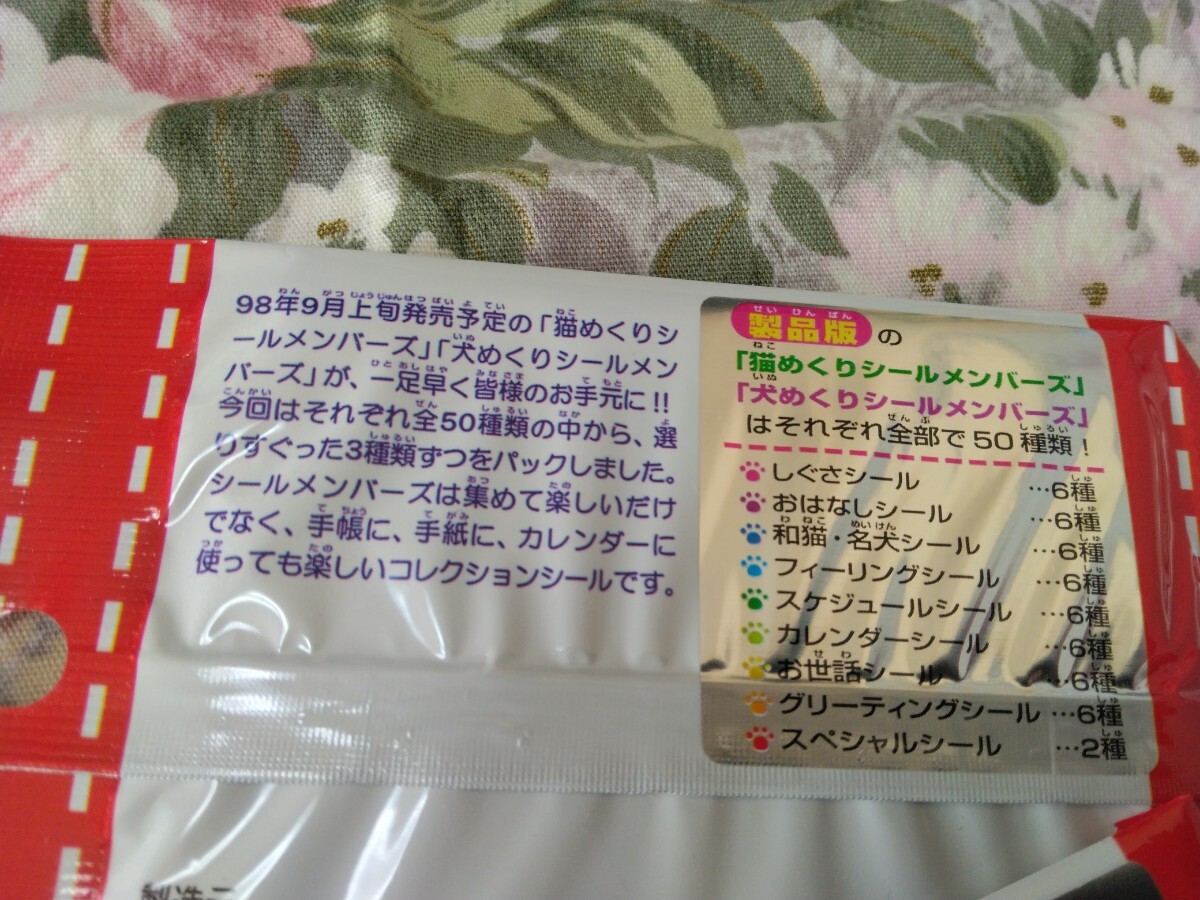 98年9月上旬発売予定の「猫めくりシ
ールメンバーズ」「犬めくりシールメン
バーズ」が、一足早く皆様のお手元に!!
今回はそれぞれ全50種類の中から、選
りすぐった3種類ずつをパックしました。
シールメンバーズは集めて楽しいだけ
でなく、手帳に、手紙に、カレンダーに
使っても楽しいコレクションシールです。
製品版の
「猫めくりシールメンバーズ」
「犬めくりシールメンバーズ」
はそれぞれ全部で50種類!
しぐさシール …6種
おはなしシール …6種
和猫・名犬シール …6種
フィーリングシール …6種
スケジュールシール …6種
カレンダーシール …6種
お世話シール …6種
グリーティングシール …6種
スペシャルシール …2種
製造元